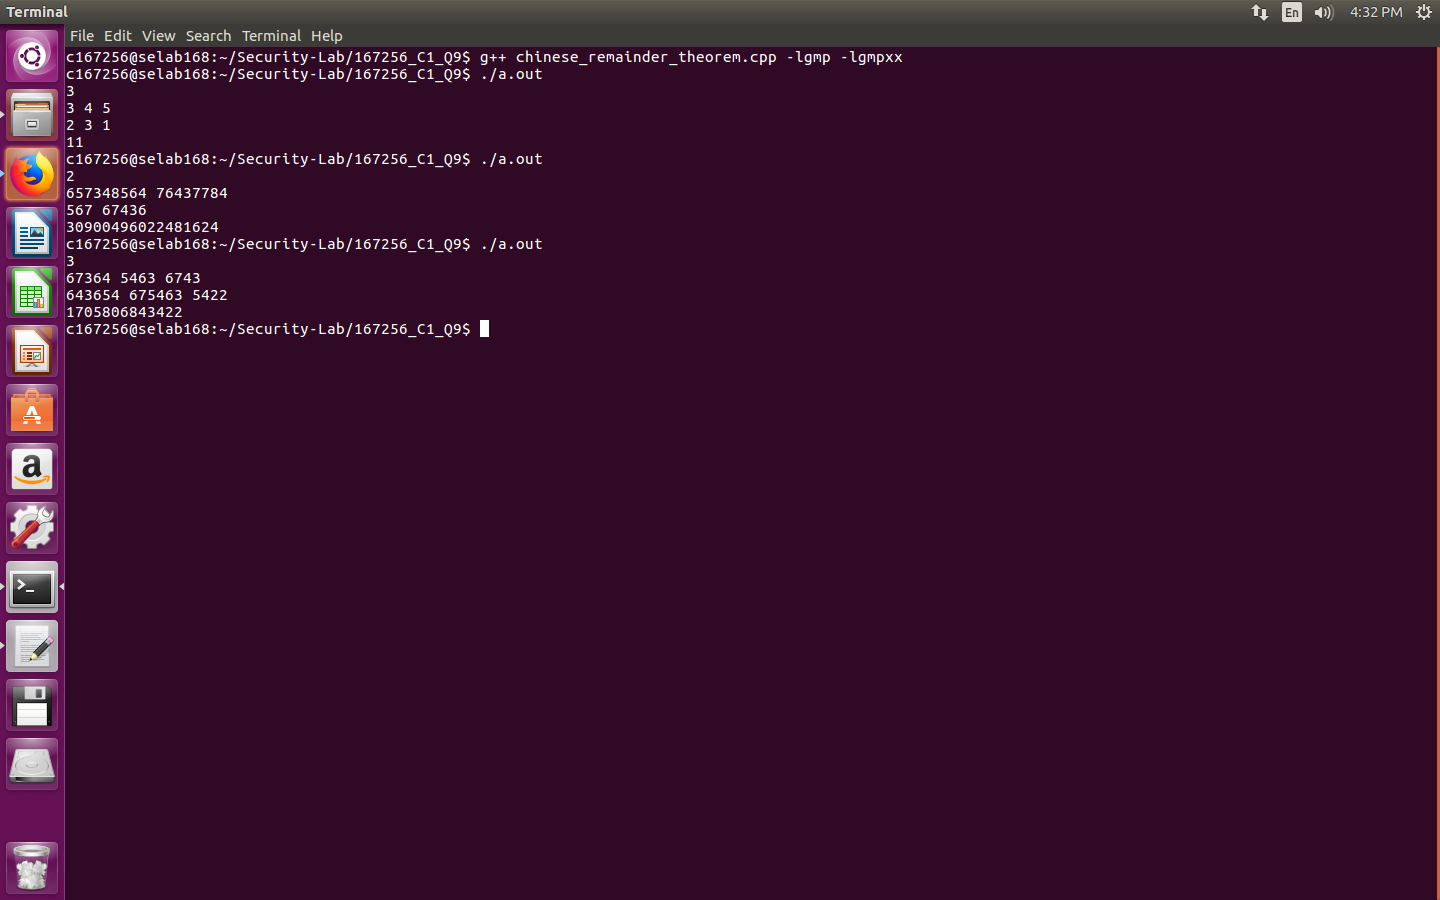 Terminal
En
4:32 PM
File Edit View Search Terminal Help
c167256@selab168:~/Security-Lab/167256_C1_Q9$ g++ chinese_remainder_theorem.cpp -lgmp -lgmpxx
c167256@selab168:~/Security-Lab/167256_C1_Q9$ ./a.out
3
3 4 5
2 3 1
11
c167256@selab168:~/Security-Lab/167256_C1_Q9$ ./a.out
2
657348564 76437784
567 67436
30900496022481624
c167256@selab168:~/Security-Lab/167256_C1_Q9$ ./a.out
3
67364 5463 6743
643654 675463 5422
1705806843422
c167256@selab168:~/Security-Lab/167256_C1_Q9$